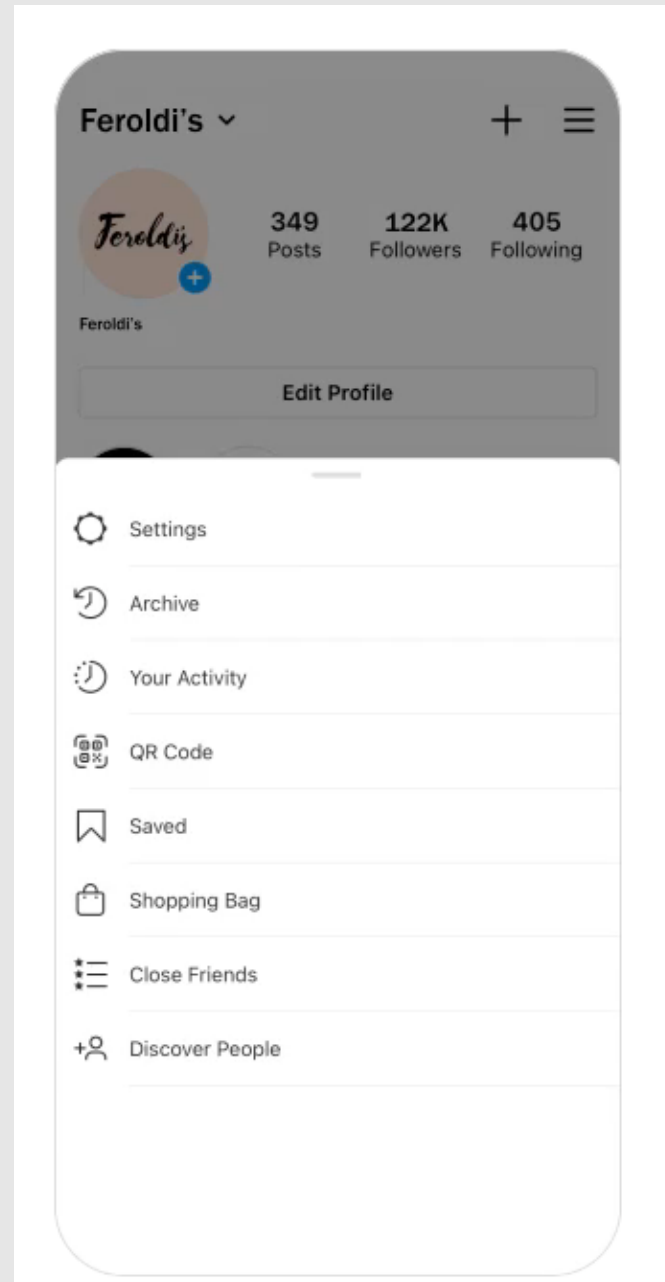 Feroldi's
Feroldi's
349 122K 405
Posts Followers Following
Feroldi's
Edit Profile
Settings
Archive
Your Activity
QR Code
Saved
Shopping Bag
Close Friends
Discover People